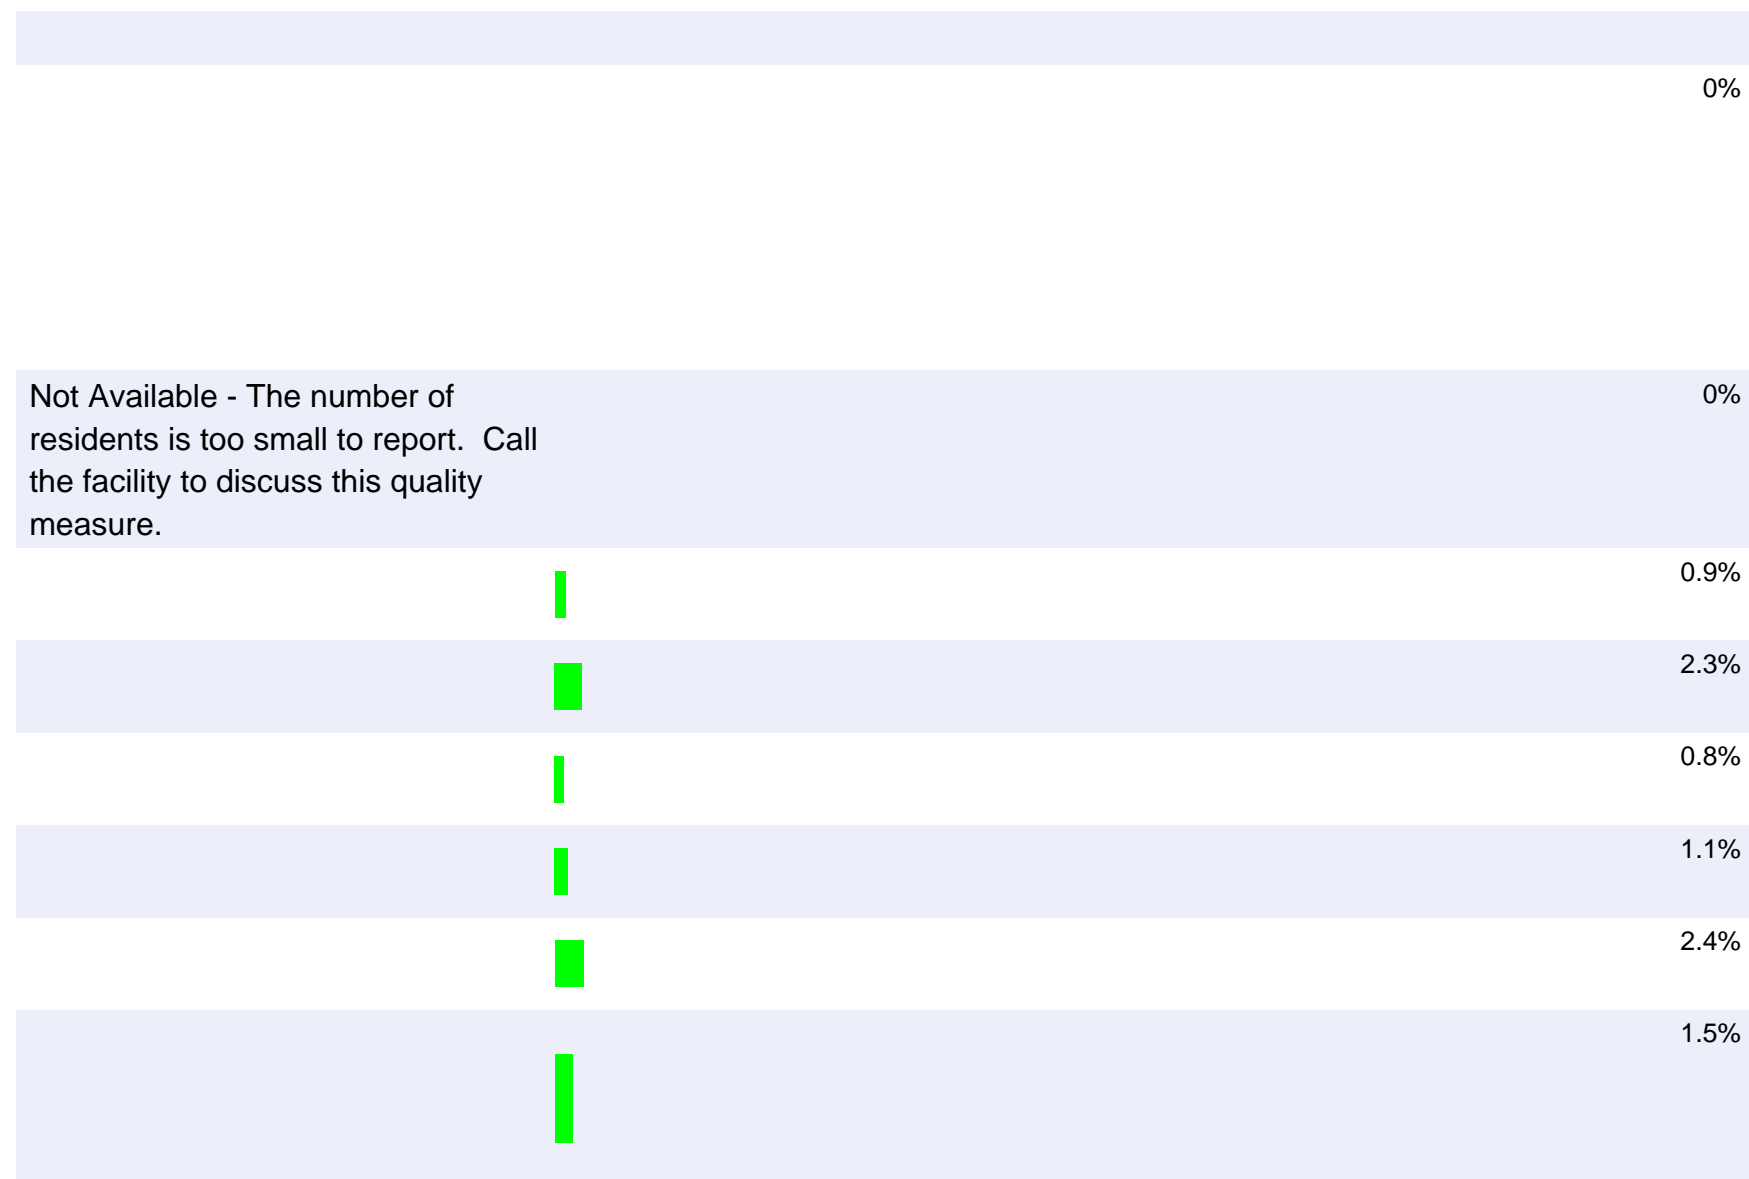 0%
Not Available - The number of
residents is too small to report.  Call
the facility to discuss this quality
measure.
0%
0.9%
2.3%
0.8%
1.1%
2.4%
1.5%